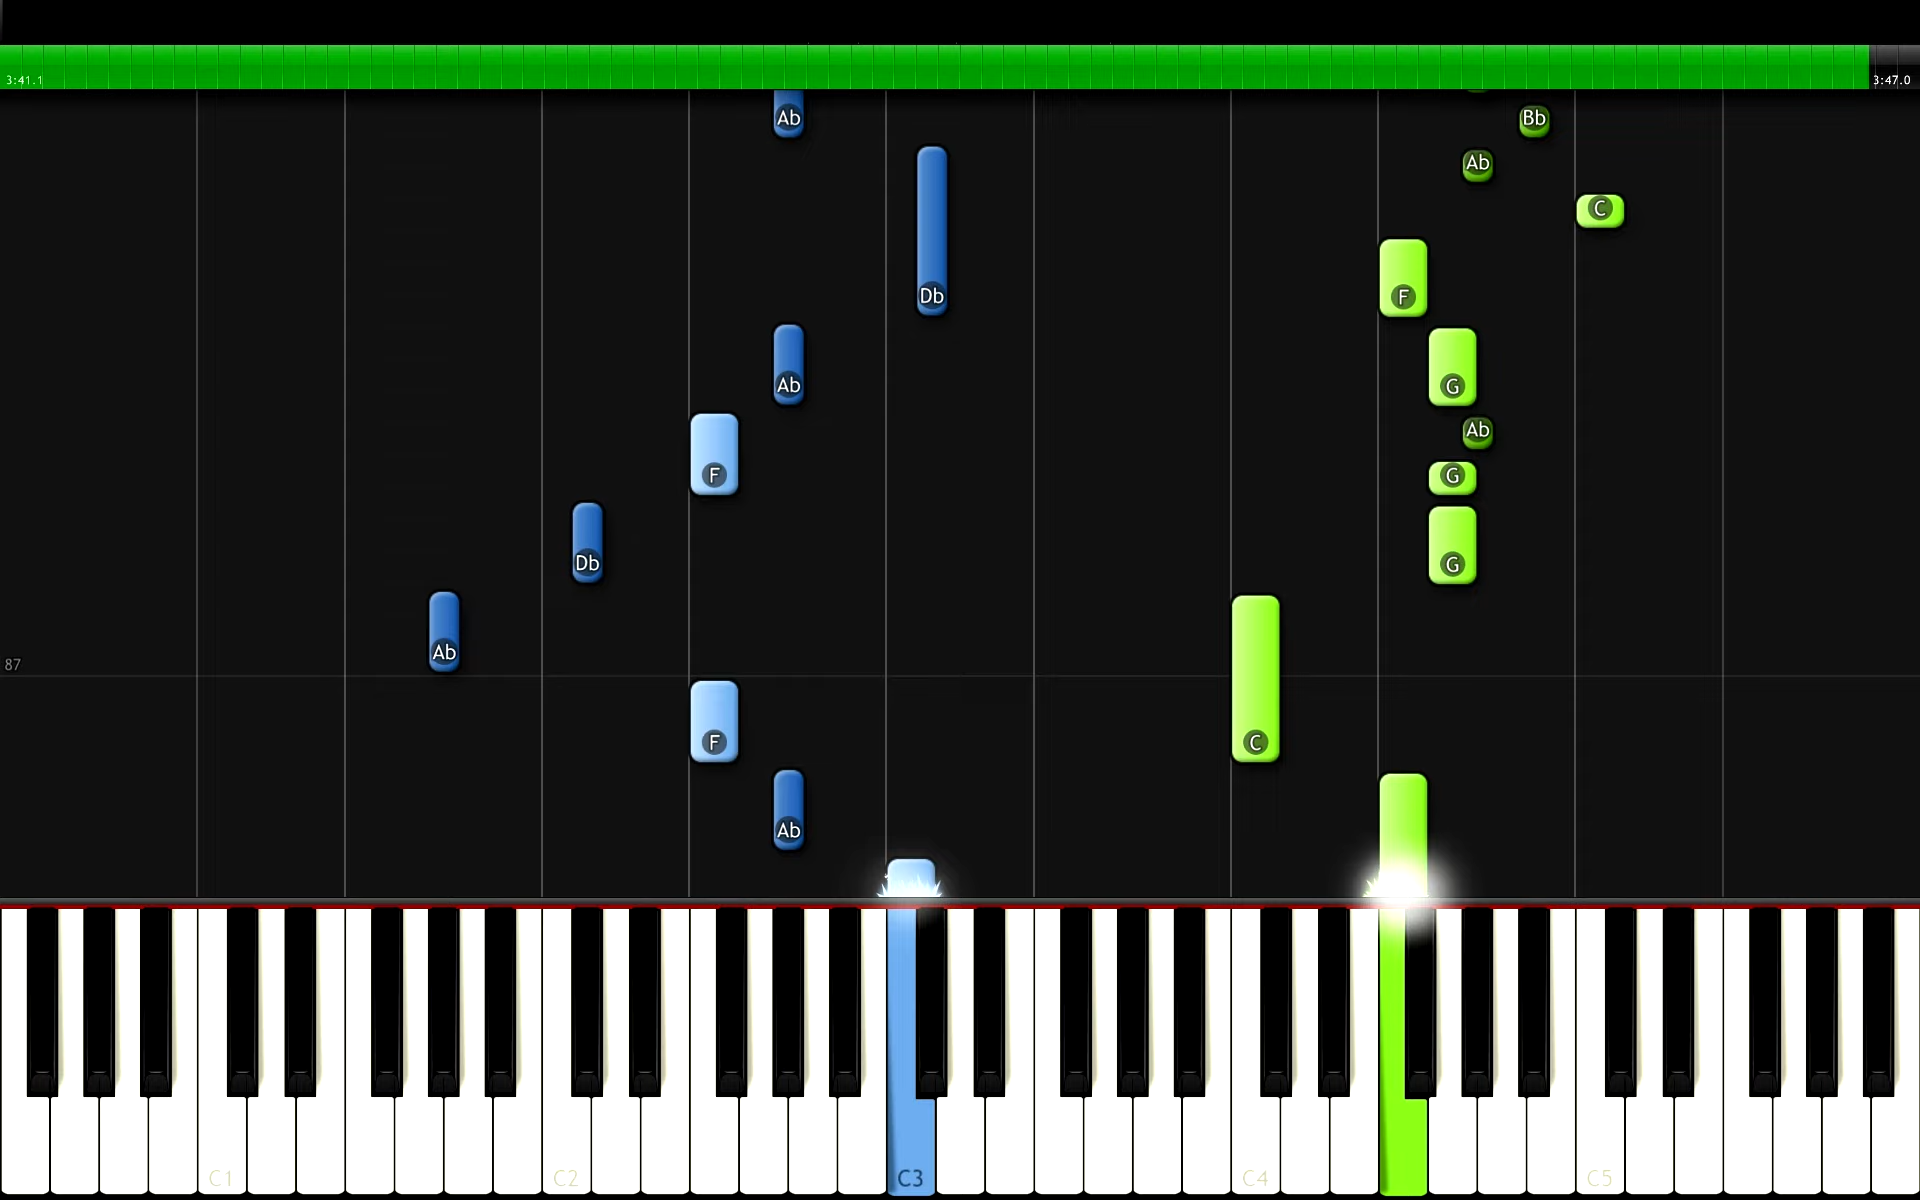 3:41.1 3:47.0
Ab Bb
Ab
C
Db F
Ab G
Ab
F G
Db G
Ab
87
F C
Ab
C1 C2 C3 C4 C5